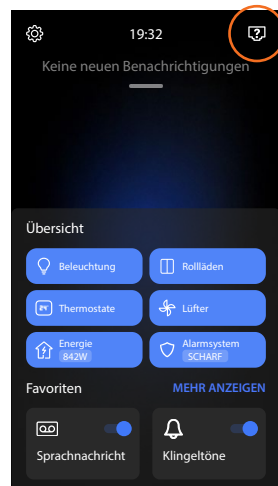 19:32
Keine neuen Benachrichtigungen
Übersicht
Beleuchtung
Rollläden
Thermostate
Lüfter
Energie
842W
Alarmsystem
SCHARF
Favoriten
MEHR ANZEIGEN
Sprachnachricht
Klingeltöne